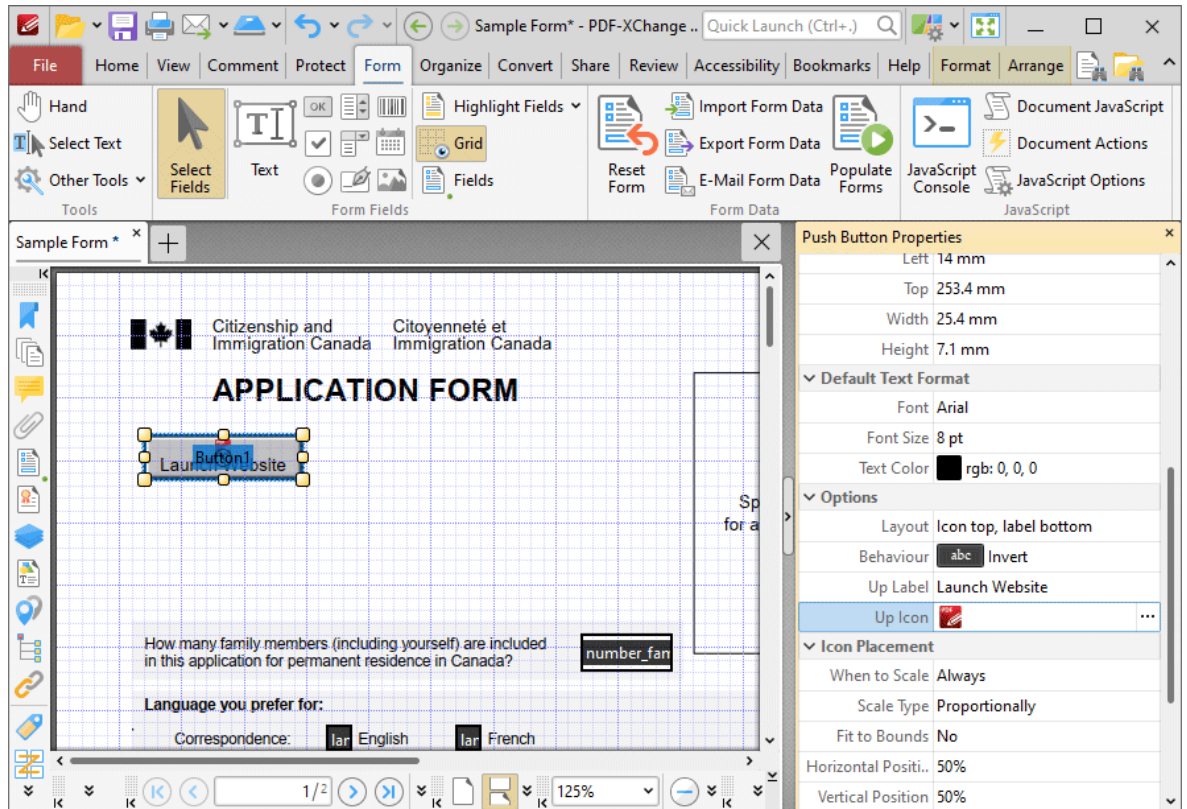 Sample Form* - PDF-XChange .. Quick Launch (Ctrl+.)
File Home View Comment Protect Form Organize Convert Share Review Accessibility Bookmarks Help Format Arrange
Hand
Select Text
Other Tools
Tools
Select Fields
Text
OK
Highlight Fields
Grid
Fields
Form Fields
Reset Form
Import Form Data
Export Form Data
E-Mail Form Data
Populate Forms
Form Data
JavaScript Console
Document JavaScript
Document Actions
JavaScript Options
JavaScript
Sample Form *
Citizenship and Immigration Canada
Citoyenneté et Immigration Canada
APPLICATION FORM
Launch Website
Button1
Sp
for a
How many family members (including yourself) are included
in this application for permanent residence in Canada?
number_fam
Language you prefer for:
Correspondence: lar English lar French
1/2
125%
Push Button Properties
Left 14 mm
Top 253.4 mm
Width 25.4 mm
Height 7.1 mm
Default Text Format
Font Arial
Font Size 8 pt
Text Color rgb: 0, 0, 0
Options
Layout Icon top, label bottom
Behaviour abc Invert
Up Label Launch Website
Up Icon
Icon Placement
When to Scale Always
Scale Type Proportionally
Fit to Bounds No
Horizontal Positi.. 50%
Vertical Position 50%